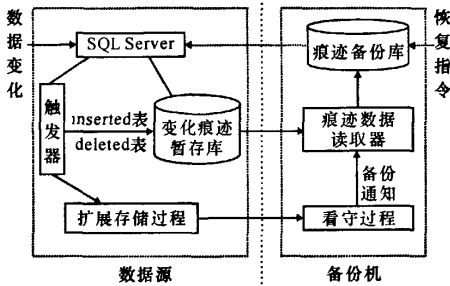 数据变化
SQL Server
触发器
inserted表
deleted表
变化痕迹
暂存库
扩展存储过程
数据源
痕迹备份库
恢复指令
痕迹数据
读取器
备份
通知
看守过程
备份机